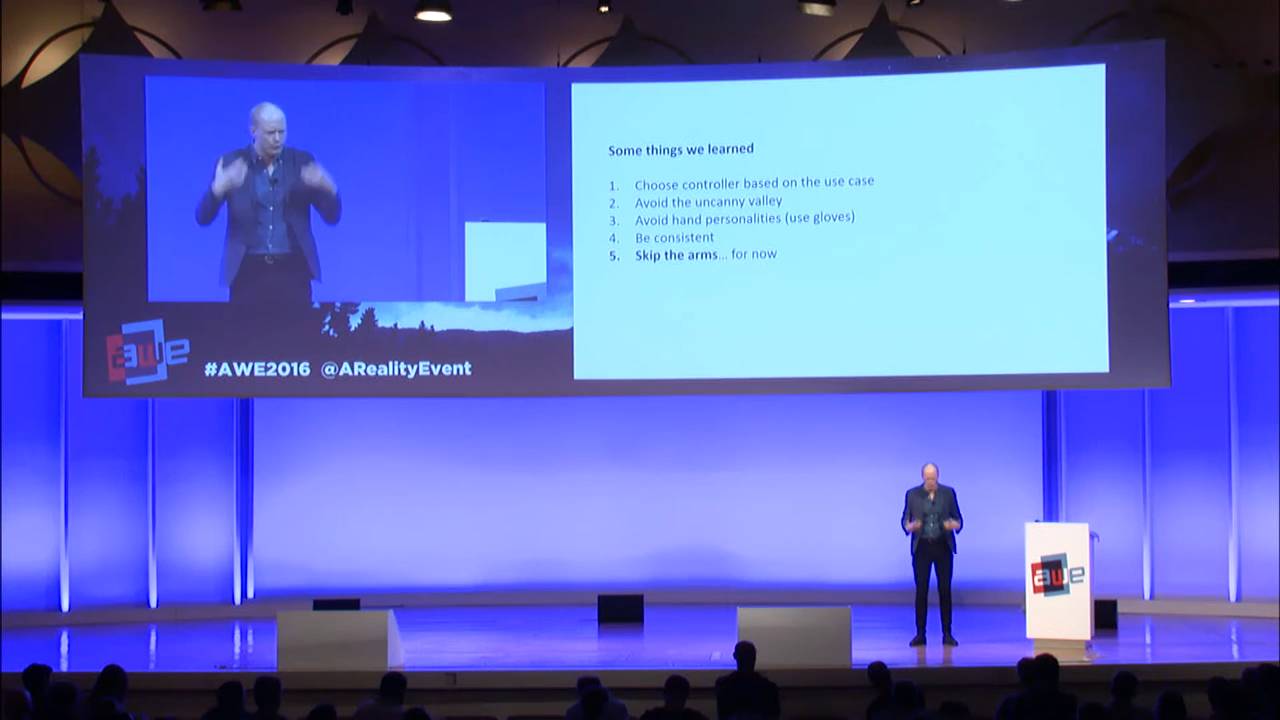 Some things we learned
1. Choose controller based on the use case
2. Avoid the uncanny valley
3. Avoid hand personalities (use gloves)
4. Be consistent
5. Skip the arms... for now
awe
#AWE2016 @ARealityEvent
awe